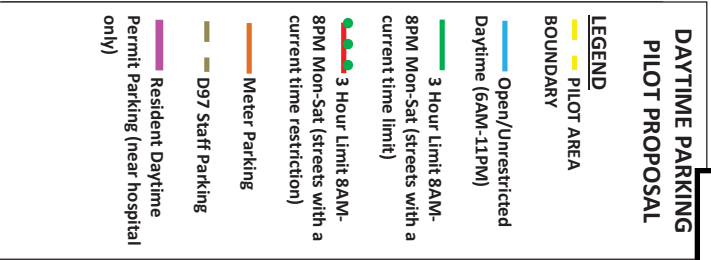 DAYTIME PARKING
PILOT PROPOSAL
LEGEND
PILOT AREA
BOUNDARY
Open/Unrestricted
Daytime (6AM-11PM)
3 Hour Limit 8AM-
8PM Mon-Sat (streets with a
current time limit)
3 Hour Limit 8AM-
8PM Mon-Sat (streets with a
current time restriction)
Meter Parking
D97 Staff Parking
Resident Daytime
Permit Parking (near hospital
only)